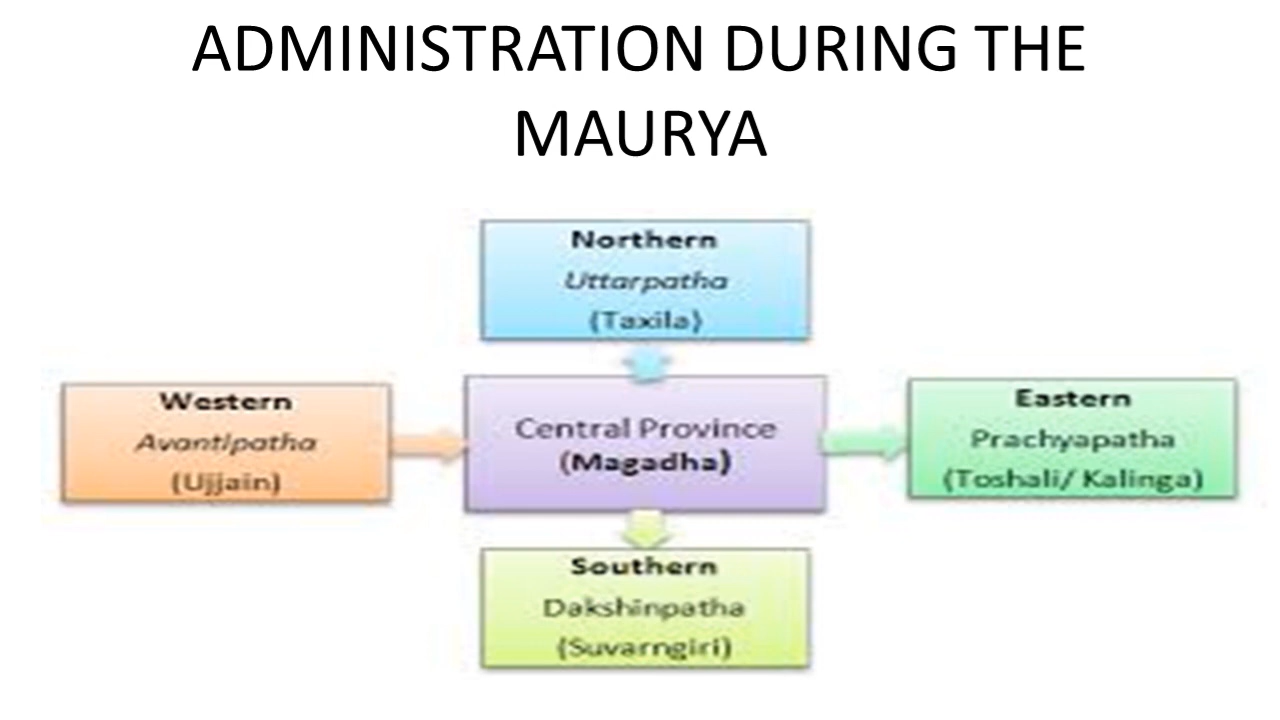 ADMINISTRATION DURING THE
MAURYA
Northern
Uttarpatha
(Taxila)
Western
Avantipatha
(Ujjain)
Central Province
(Magadha)
Eastern
Prachyapatha
(Toshali/ Kalinga)
Southern
Dakshinpatha
(Suvarngiri)